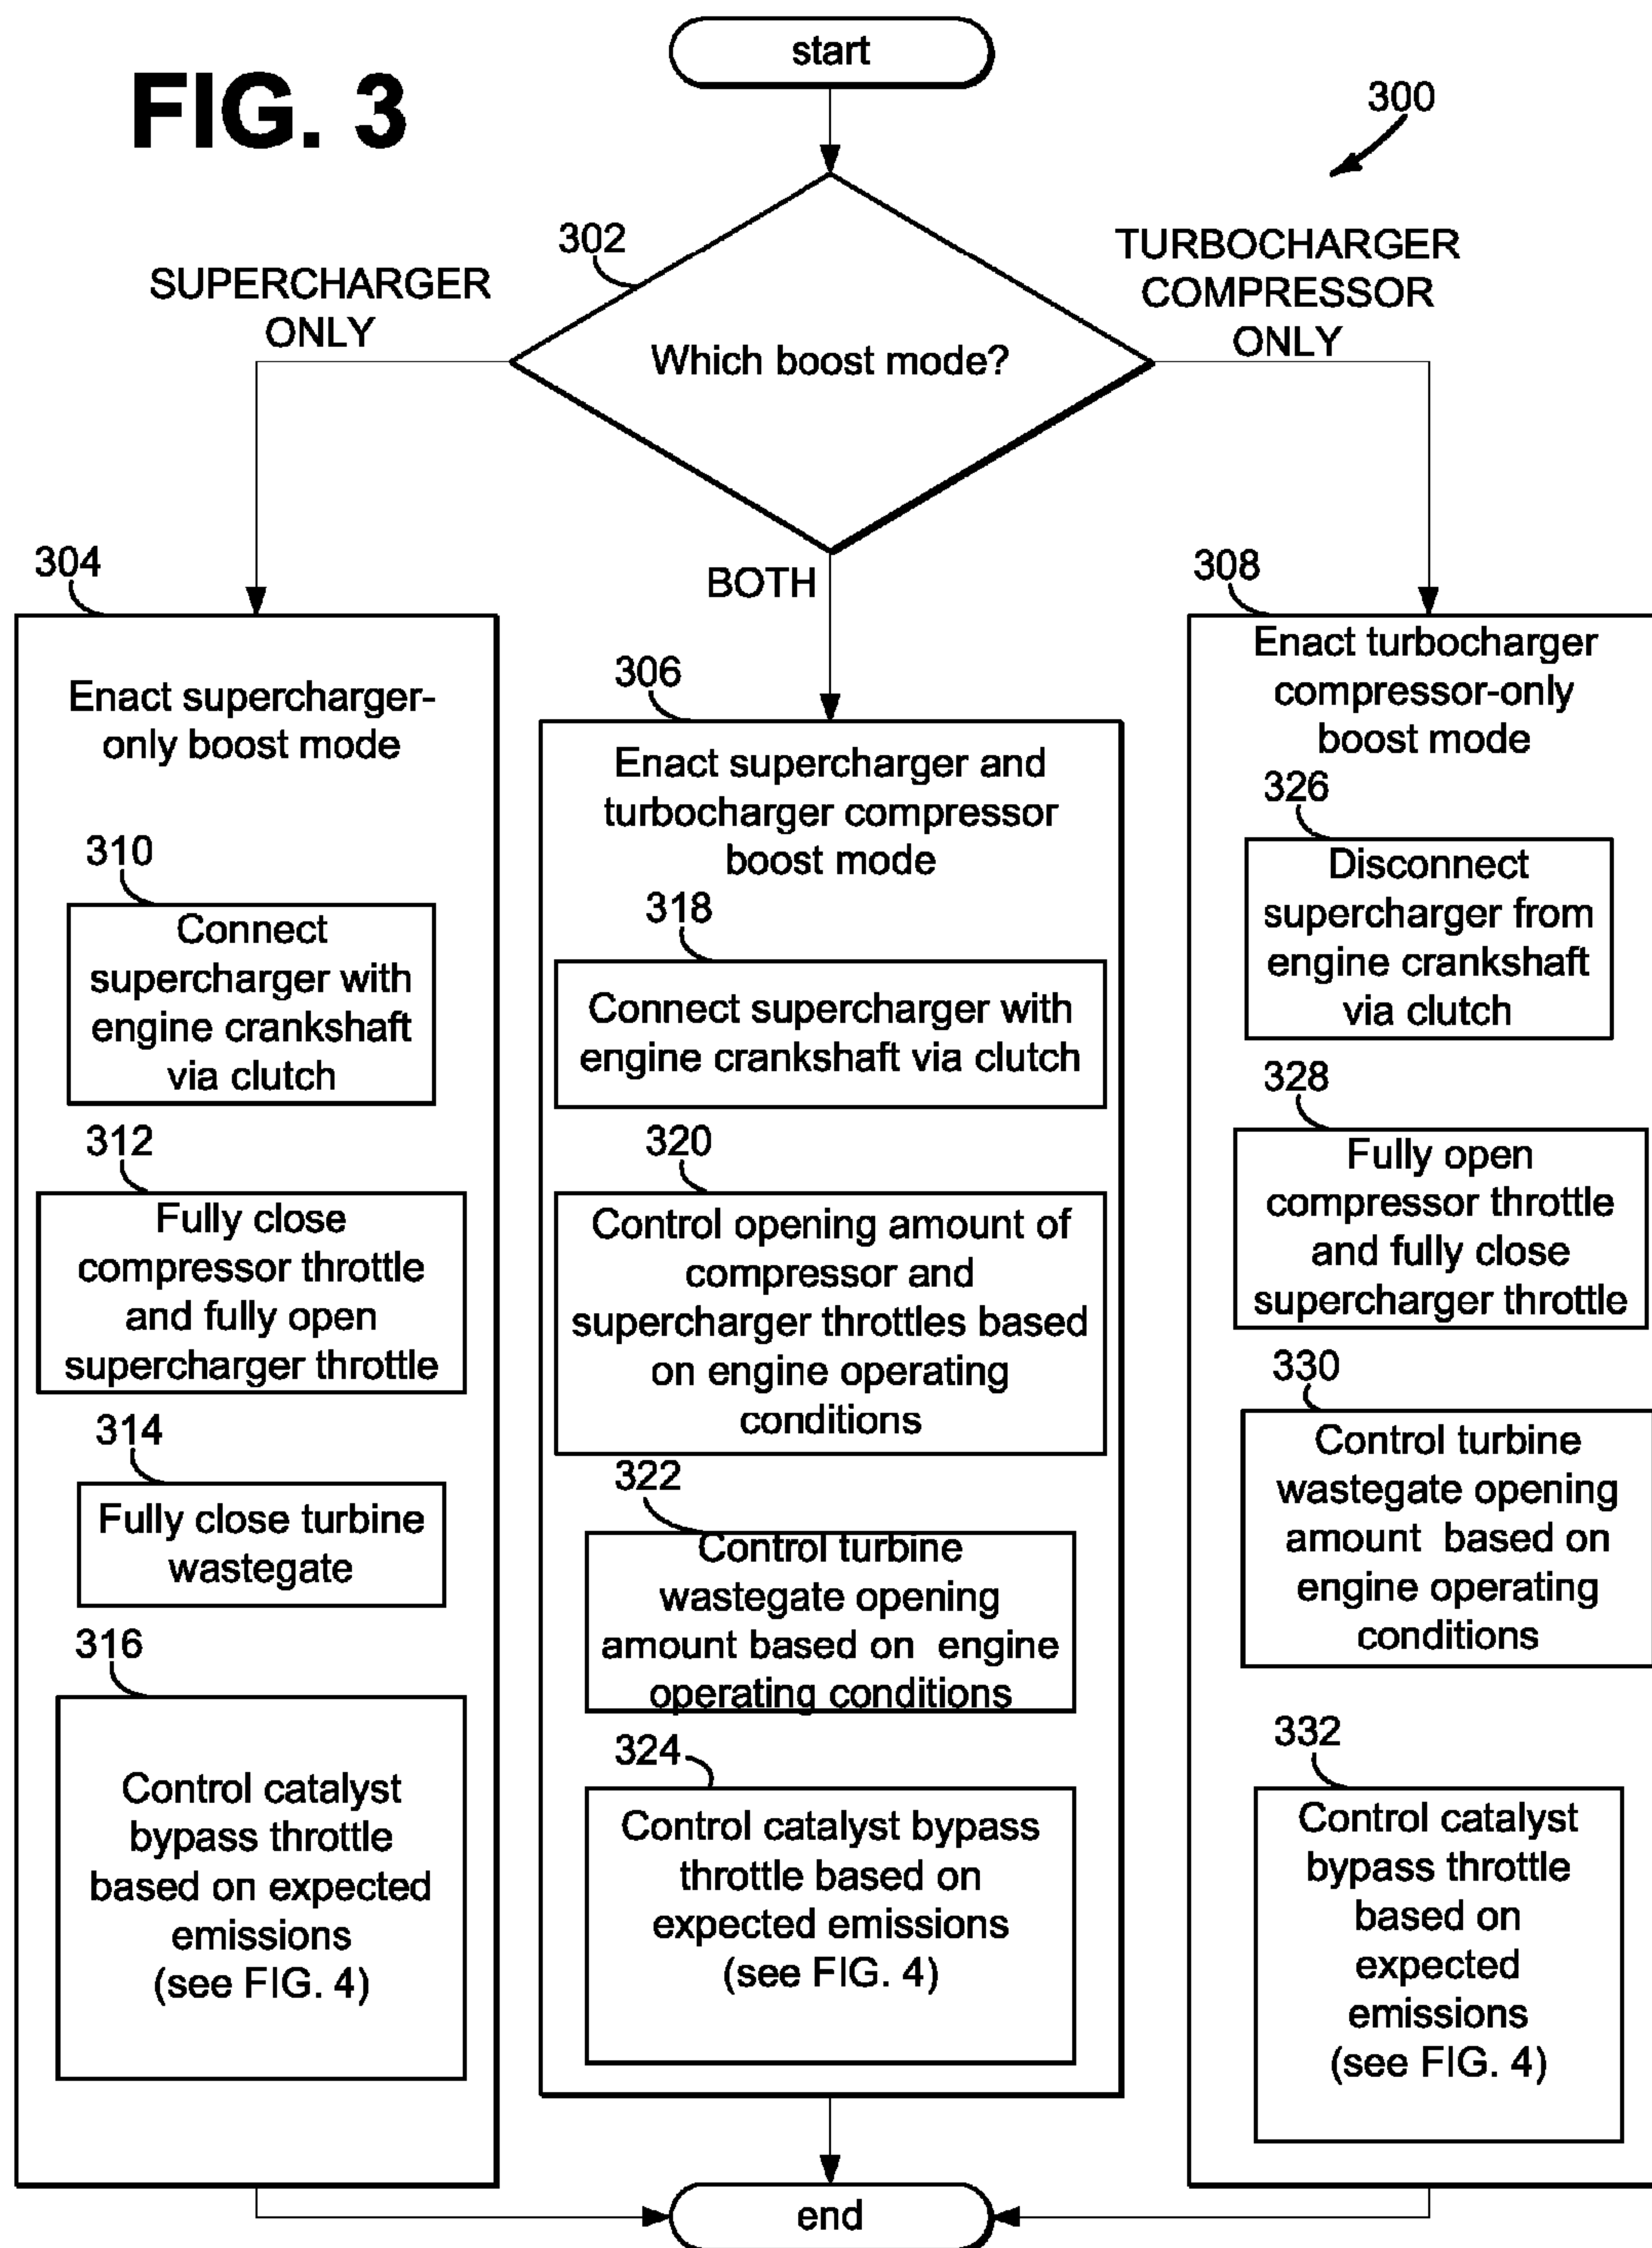 start
FIG. 3
300
302
SUPERCHARGER
ONLY
TURBOCHARGER
COMPRESSOR
ONLY
Which boost mode?
BOTH
304
Enact supercharger-
only boost mode
310
Connect
supercharger with
engine crankshaft
via clutch
312
Fully close
compressor throttle
and fully open
supercharger throttle
314
Fully close turbine
wastegate
316
Control catalyst
bypass throttle
based on expected
emissions
(see FIG. 4)
306
Enact supercharger and
turbocharger compressor
boost mode
318
Connect supercharger with
engine crankshaft via clutch
320
Control opening amount of
compressor and
supercharger throttles based
on engine operating
conditions
322
Control turbine
wastegate opening
amount based on engine
operating conditions
324
Control catalyst bypass
throttle based on
expected emissions
(see FIG. 4)
308
Enact turbocharger
compressor-only
boost mode
326
Disconnect
supercharger from
engine crankshaft
via clutch
328
Fully open
compressor throttle
and fully close
supercharger throttle
330
Control turbine
wastegate opening
amount based on
engine operating
conditions
332
Control catalyst
bypass throttle
based on
expected
emissions
(see FIG. 4)
end